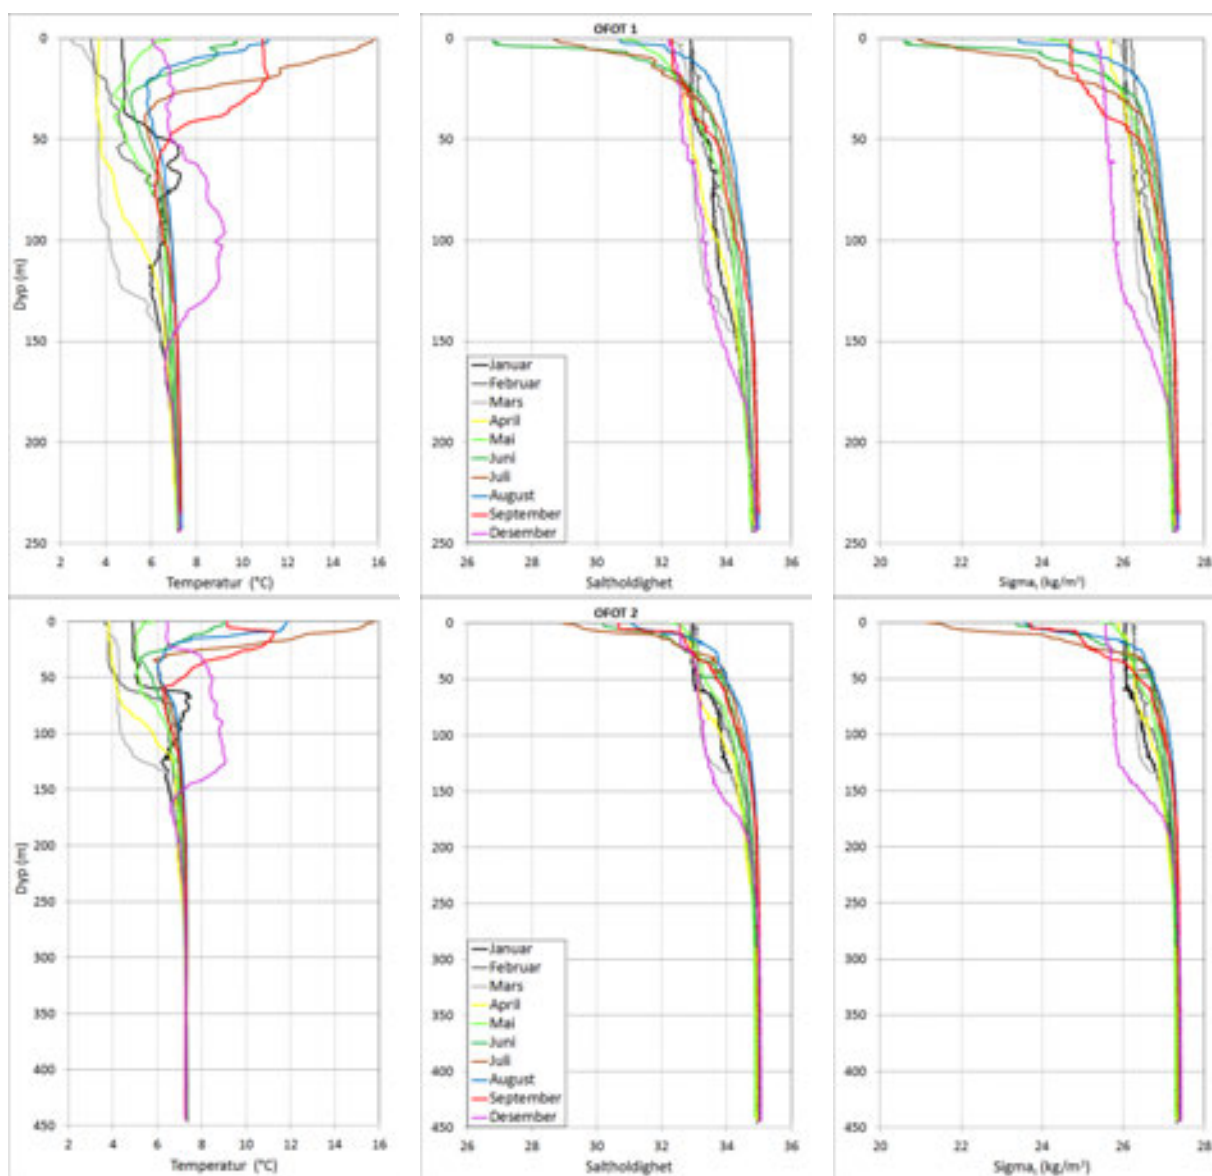 OFOT 1
0
50
100
150
200
250
Dyp (m)
2 4 6 8 10 12 14 16
Temperatur (°C)
Januar
Februar
Mars
April
Mai
Juni
Juli
August
September
Desember
0
50
100
150
200
250
26 28 30 32 34 36
Saltholdighet
0
50
100
150
200
250
20 22 24 26 28
Sigmaₜ (kg/m³)
OFOT 2
0
50
100
150
200
250
300
350
400
450
Dyp (m)
2 4 6 8 10 12 14 16
Temperatur (°C)
Januar
Februar
Mars
April
Mai
Juni
Juli
August
September
Desember
0
50
100
150
200
250
300
350
400
450
26 28 30 32 34 36
Saltholdighet
0
50
100
150
200
250
300
350
400
450
20 22 24 26 28
Sigmaₜ (kg/m³)